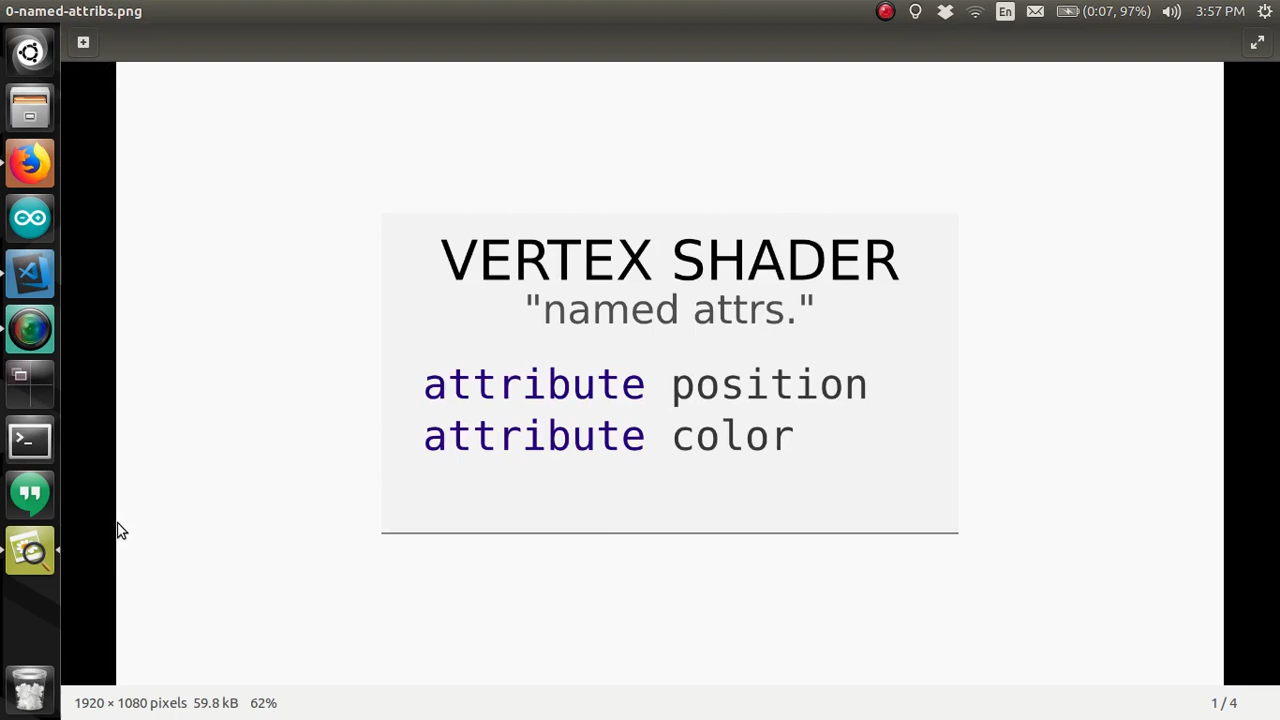 0-named-attribs.png
En
(0:07, 97%)
3:57 PM
VERTEX SHADER
"named attrs."
attribute position
attribute color
1920 × 1080 pixels 59.8 kB 62%
1 / 4